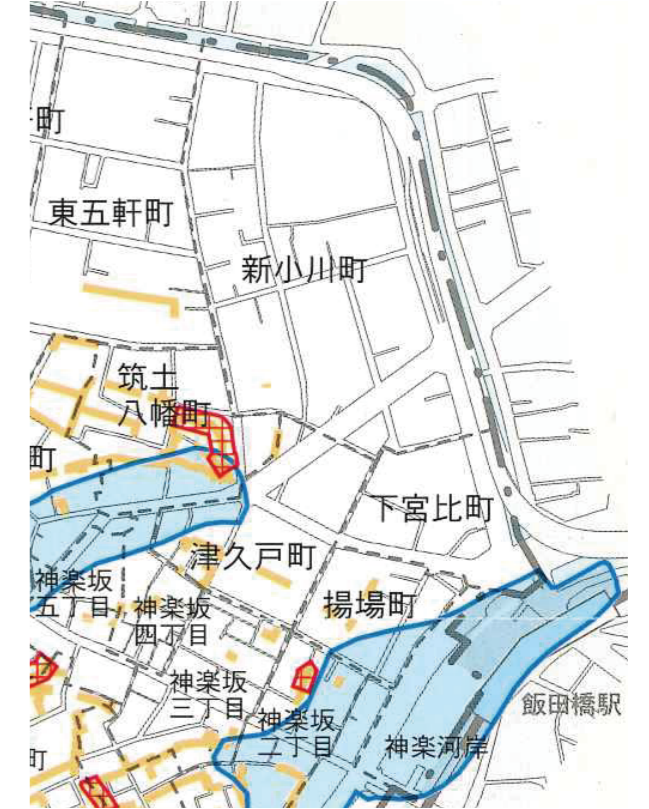 町
東五軒町
新小川町
筑土
八幡町
町
下宮比町
津久戸町
神楽坂
五丁目
神楽坂
四丁目
揚場町
神楽坂
三丁目
神楽坂
二丁目
飯田橋駅
神楽河岸
町